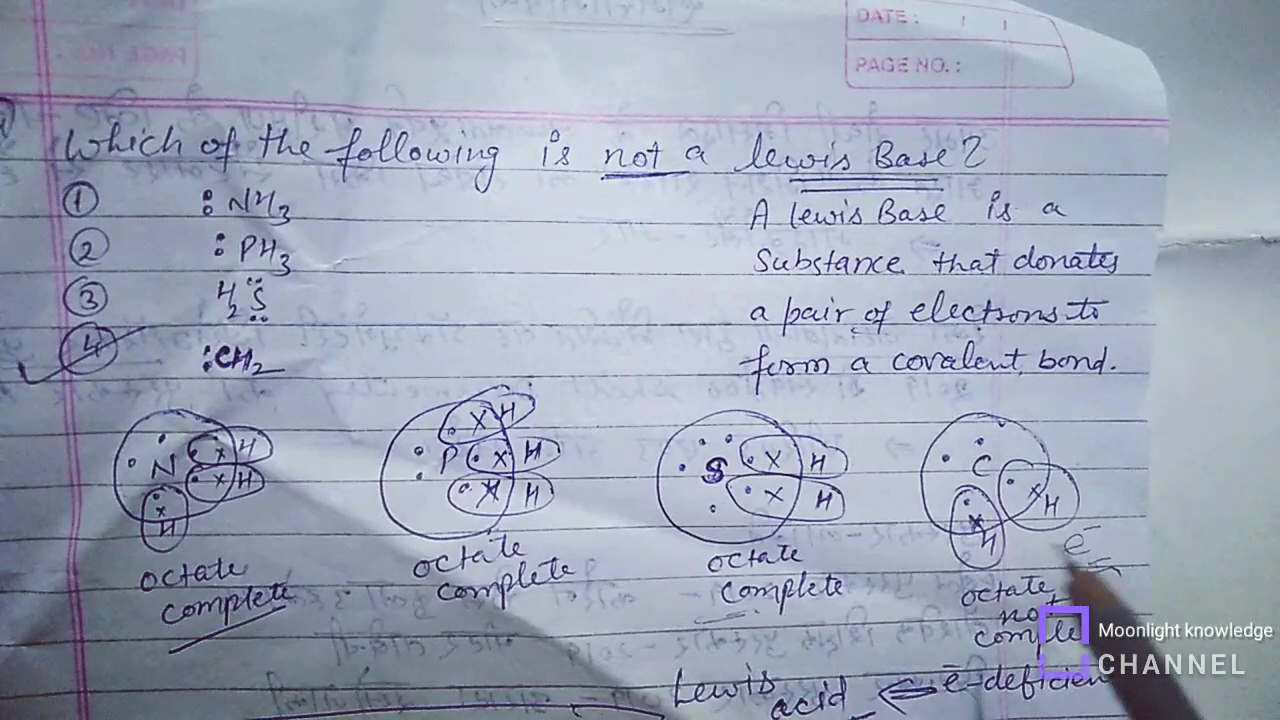 DATE :
PAGE NO. :
Which of the following is not a lewis Base?
① :NH3
② :PH3
③ H2S
④ :CH2
A lewis Base is a
Substance that donates
a pair of electrons to
form a covalent bond.
N H H H
P H H H
S H H
C H H
octate
complete
octate
complete
octate
complete
e-
octate
not
comple
Lewis
acid ⇐ e-deficien
Moonlight knowledge
CHANNEL